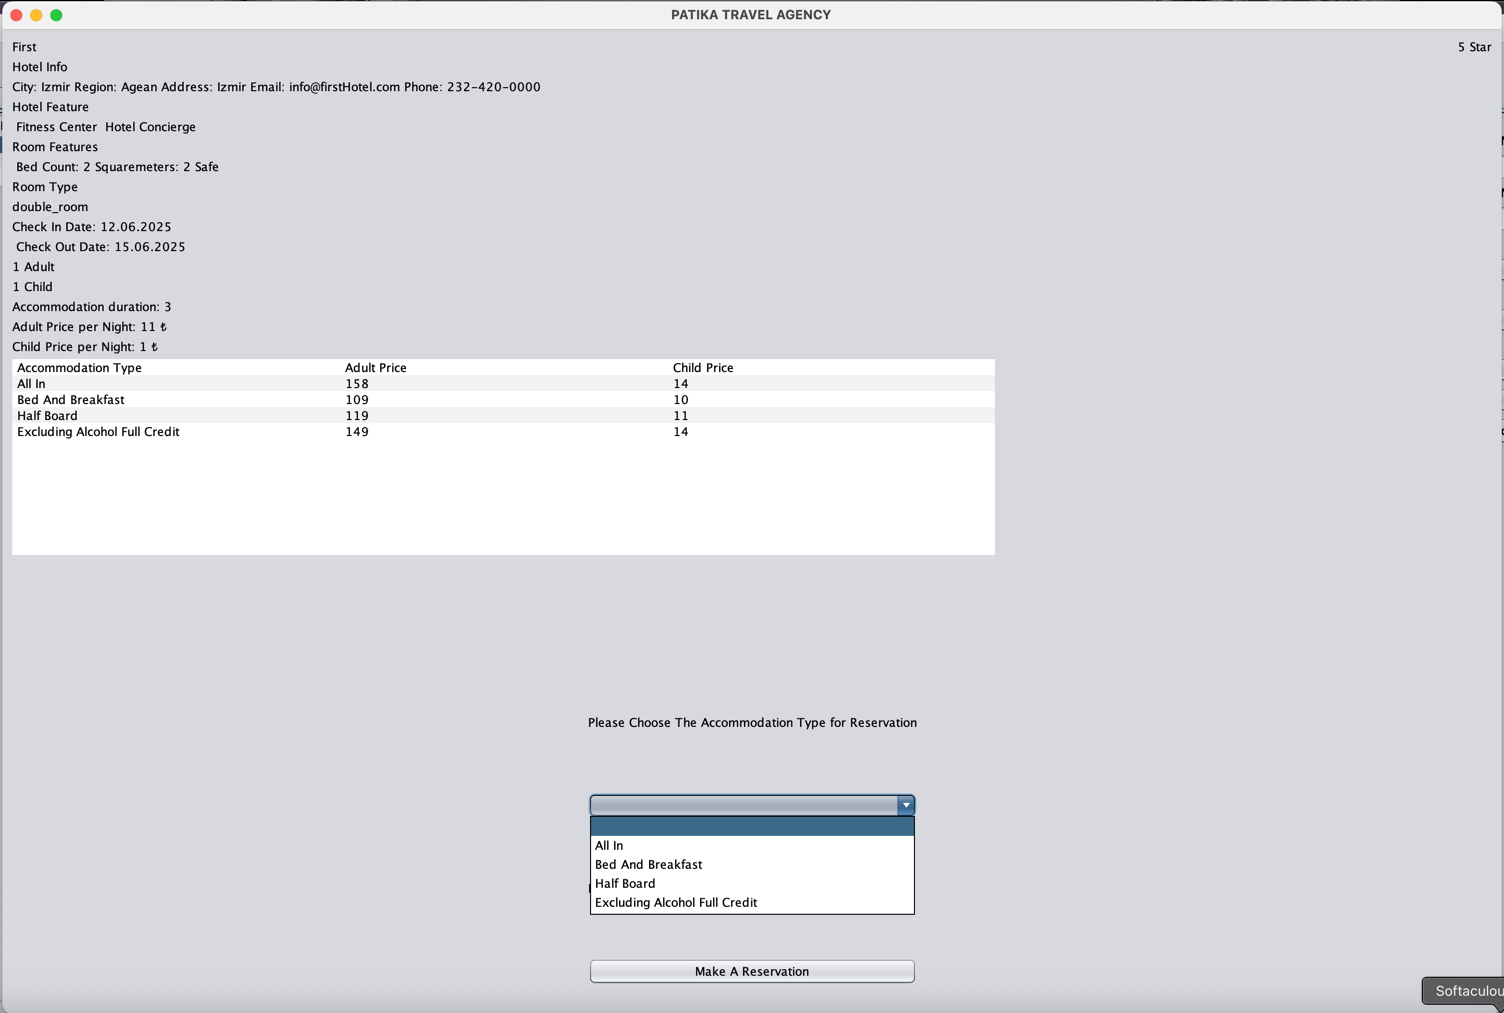 PATIKA TRAVEL AGENCY
First 5 Star
Hotel Info
City: Izmir Region: Agean Address: Izmir Email: info@firstHotel.com Phone: 232-420-0000
Hotel Feature
Fitness Center Hotel Concierge
Room Features
Bed Count: 2 Squaremeters: 2 Safe
Room Type
double_room
Check In Date: 12.06.2025
Check Out Date: 15.06.2025
1 Adult
1 Child
Accommodation duration: 3
Adult Price per Night: 11 ₺
Child Price per Night: 1 ₺
Accommodation Type Adult Price Child Price
All In 158 14
Bed And Breakfast 109 10
Half Board 119 11
Excluding Alcohol Full Credit 149 14
Please Choose The Accommodation Type for Reservation
All In
Bed And Breakfast
Half Board
Excluding Alcohol Full Credit
Make A Reservation